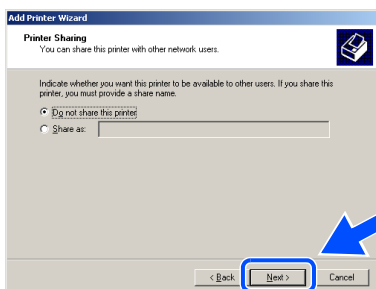 Add Printer Wizard
Printer Sharing
You can share this printer with other network users.
Indicate whether you want this printer to be available to other users. If you share this
printer, you must provide a share name.
Do not share this printer
Share as:
< Back
Next >
Cancel